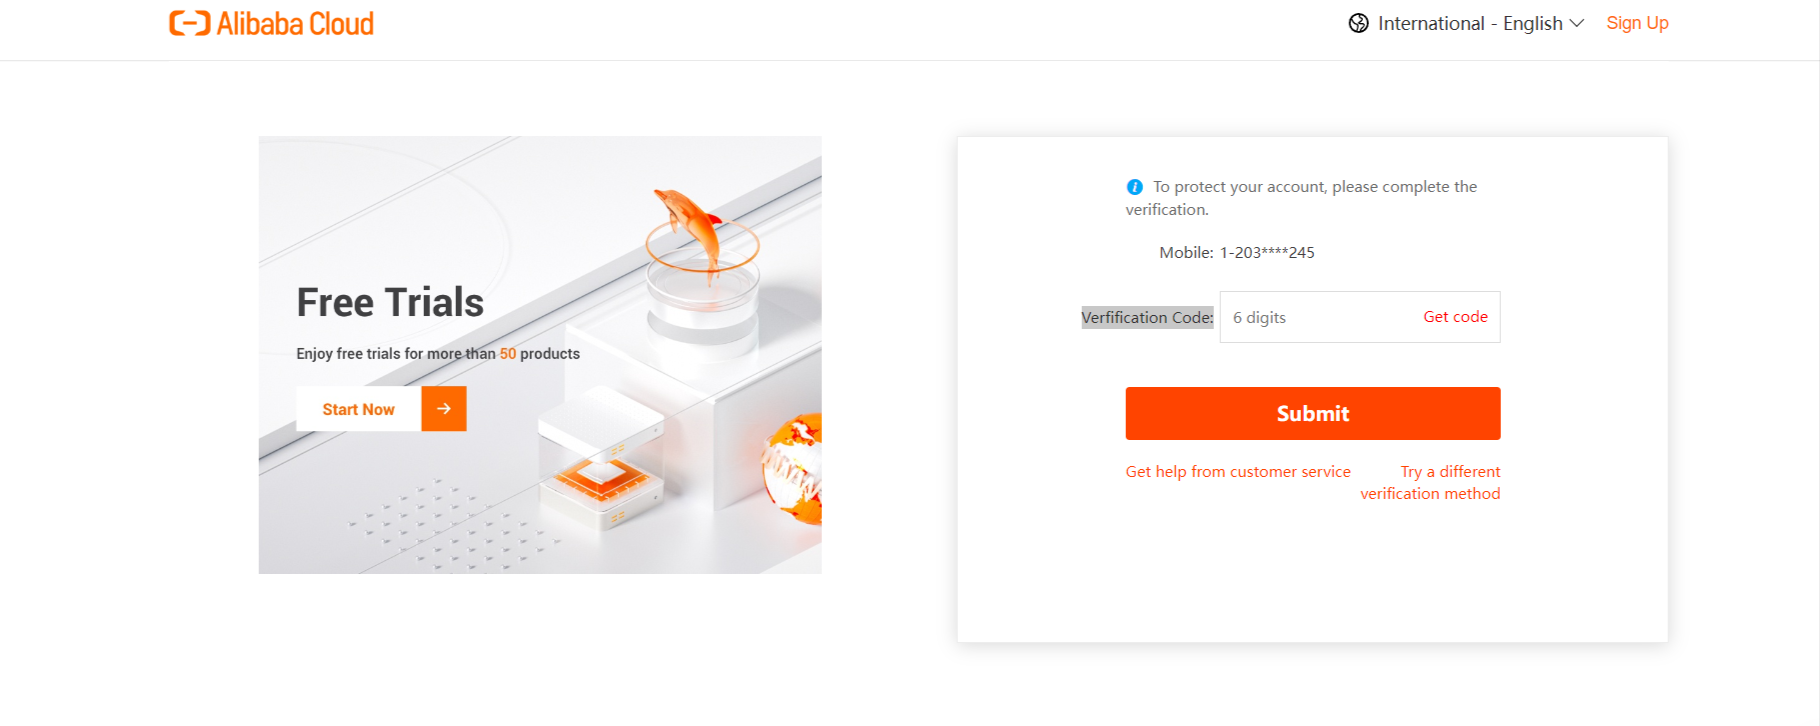 Alibaba Cloud
International - English
Sign Up
Free Trials
Enjoy free trials for more than 50 products
Start Now
To protect your account, please complete the
verification.
Mobile: 1-203****245
Verfification Code: 6 digits Get code
Submit
Get help from customer service
Try a different
verification method